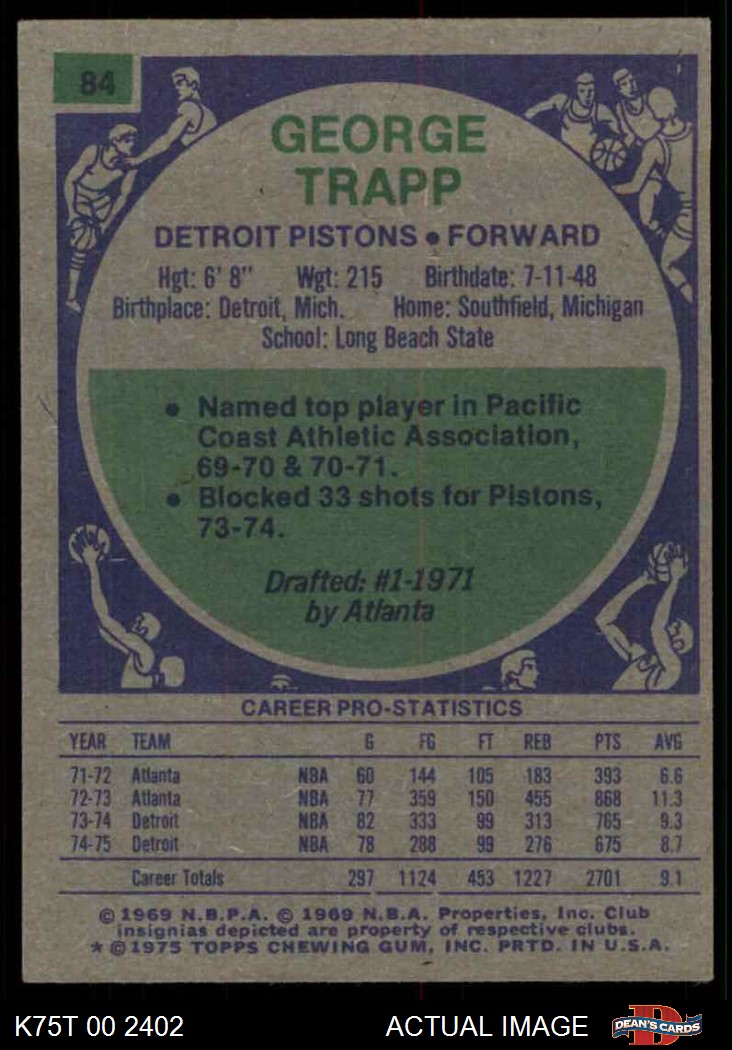 84
GEORGE
TRAPP
DETROIT PISTONS • FORWARD
Hgt: 6' 8" Wgt: 215 Birthdate: 7-11-48
Birthplace: Detroit, Mich. Home: Southfield, Michigan
School: Long Beach State
• Named top player in Pacific
Coast Athletic Association,
69-70 & 70-71.
• Blocked 33 shots for Pistons,
73-74.
Drafted: #1-1971
by Atlanta
CAREER PRO-STATISTICS
YEAR TEAM G FG FT REB PTS AVG
71-72 Atlanta NBA 60 144 105 183 393 6.6
72-73 Atlanta NBA 77 359 150 455 868 11.3
73-74 Detroit NBA 82 333 99 313 765 9.3
74-75 Detroit NBA 78 288 99 276 675 8.7
Career Totals 297 1124 453 1227 2701 9.1
© 1969 N.B.P.A. © 1969 N.B.A. Properties, Inc. Club
insignias depicted are property of respective clubs.
* © 1975 TOPPS CHEWING GUM, INC. PRTD. IN U.S.A.
K75T 00 2402 ACTUAL IMAGE D DEAN'S CARDS